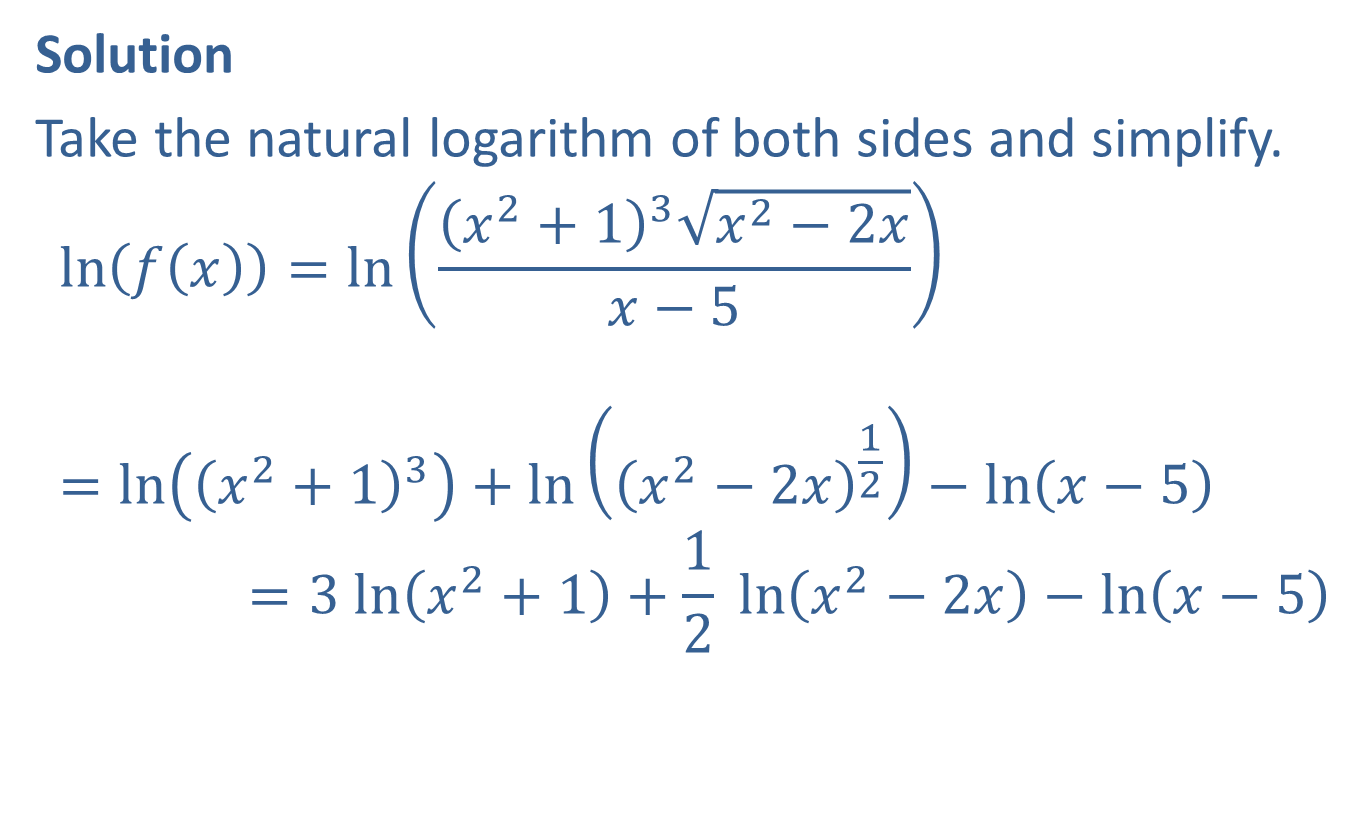 Solution
Take the natural logarithm of both sides and simplify.
ln(f(x)) = ln( (x² + 1)³√(x² − 2x) / (x − 5) )
= ln((x² + 1)³) + ln((x² − 2x)^(1/2)) − ln(x − 5)
= 3 ln(x² + 1) + 1/2 ln(x² − 2x) − ln(x − 5)